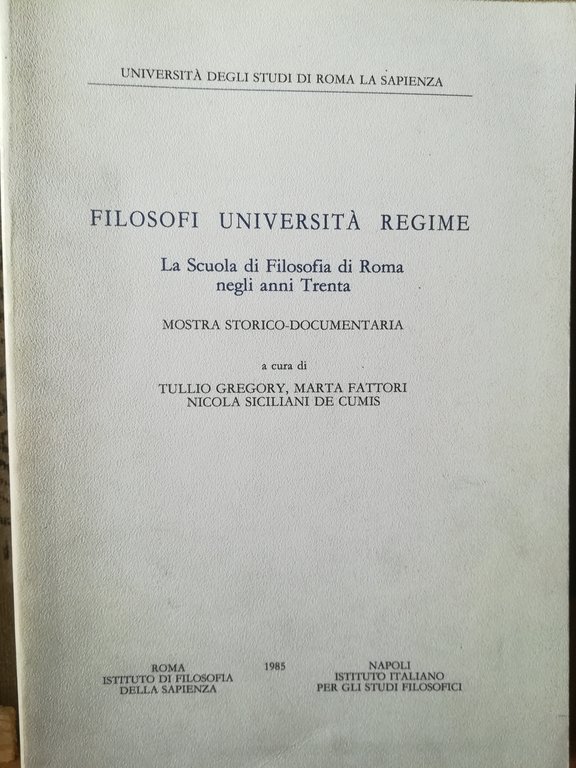 UNIVERSITÀ DEGLI STUDI DI ROMA LA SAPIENZA
FILOSOFI UNIVERSITÀ REGIME
La Scuola di Filosofia di Roma
negli anni Trenta
MOSTRA STORICO-DOCUMENTARIA
a cura di
TULLIO GREGORY, MARTA FATTORI
NICOLA SICILIANI DE CUMIS
ROMA
ISTITUTO DI FILOSOFIA
DELLA SAPIENZA
1985
NAPOLI
ISTITUTO ITALIANO
PER GLI STUDI FILOSOFICI